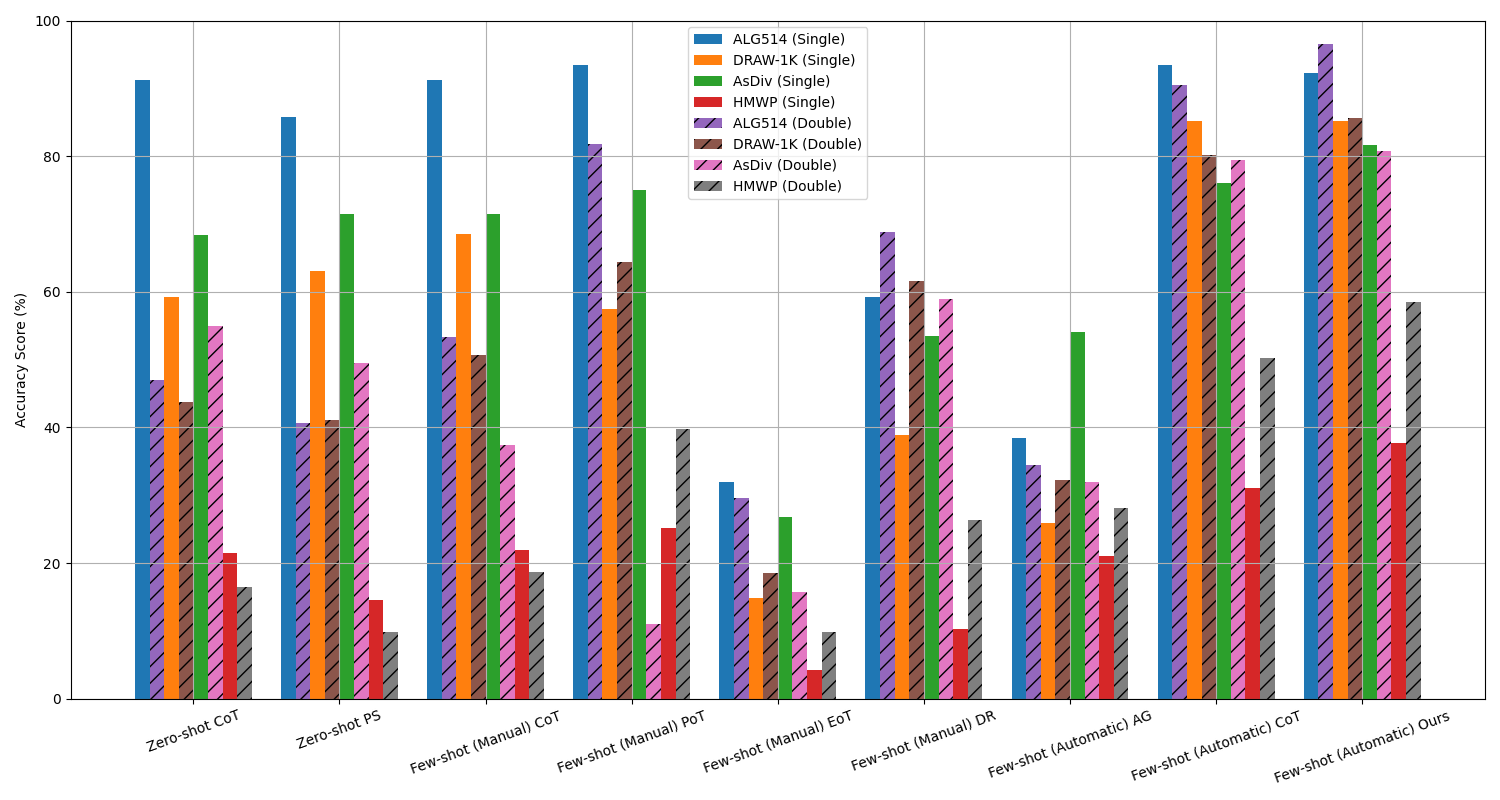 100
80
60
40
20
0
Accuracy Score (%)
ALG514 (Single)
DRAW-1K (Single)
AsDiv (Single)
HMWP (Single)
ALG514 (Double)
DRAW-1K (Double)
AsDiv (Double)
HMWP (Double)
Zero-shot CoT
Zero-shot PS
Few-shot (Manual) CoT
Few-shot (Manual) PoT
Few-shot (Manual) EoT
Few-shot (Manual) DR
Few-shot (Automatic) AG
Few-shot (Automatic) CoT
Few-shot (Automatic) Ours